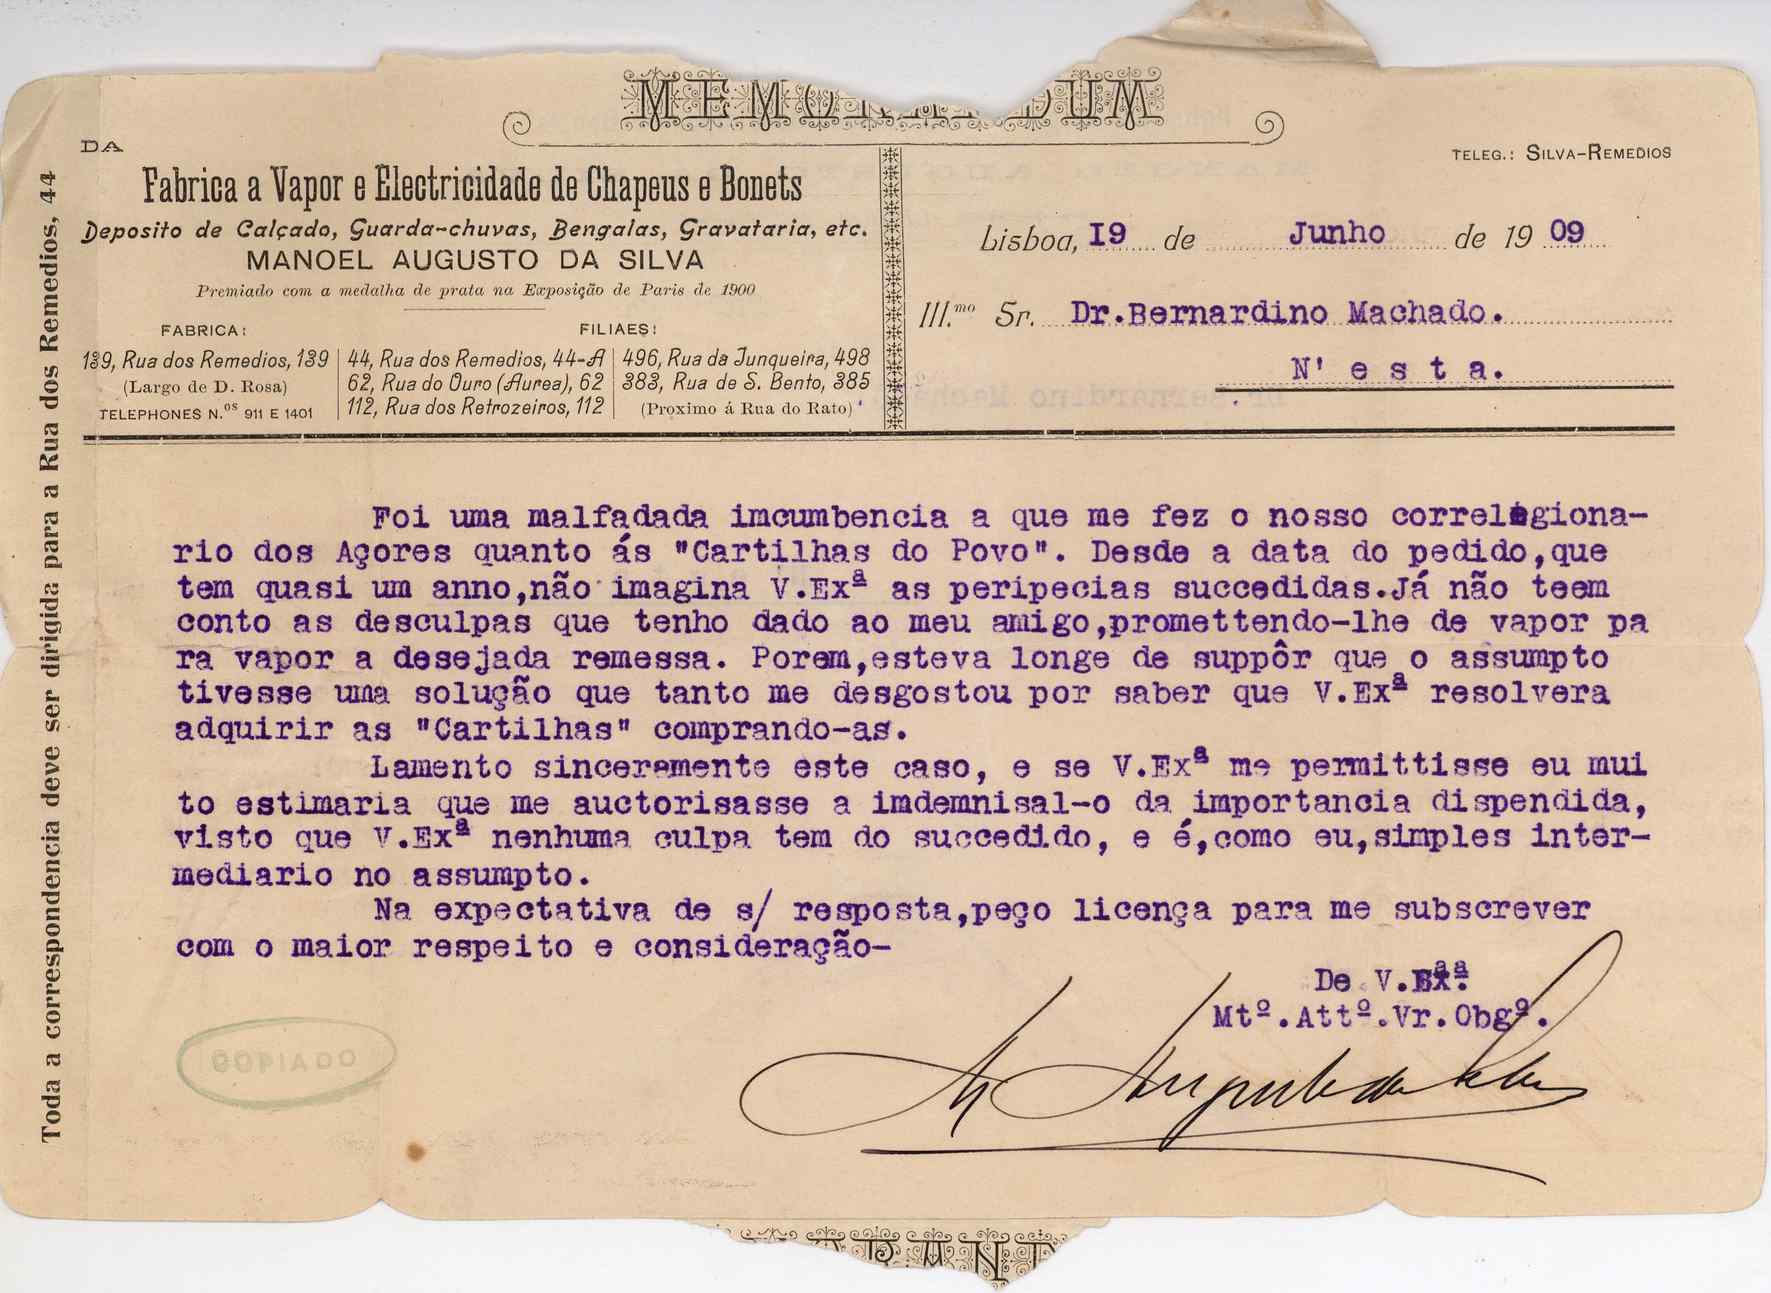 MEMORANDUM
DA
Fabrica a Vapor e Electricidade de Chapeus e Bonets
Deposito de Calçado, Guarda-chuvas, Bengalas, Gravataria, etc.
MANOEL AUGUSTO DA SILVA
Premiado com a medalha de prata na Exposição de Paris de 1900
FABRICA:
139, Rua dos Remedios, 139
(Largo de D. Rosa)
TELEPHONES N.os 911 E 1401
FILIAES:
44, Rua dos Remedios, 44-A
62, Rua do Ouro (Aurea), 62
112, Rua dos Retrozeiros, 112
496, Rua da Junqueira, 498
383, Rua de S. Bento, 385
(Proximo á Rua do Rato)
TELEG.: SILVA-REMEDIOS
Lisboa, I9 de Junho de 1909
Ill.mo Sr. Dr.Bernardino Machado.
N' e s t a.
Toda a correspondencia deve ser dirigida para a Rua dos Remedios, 44
Foi uma malfadada imcumbencia a que me fez o nosso correlegiona-
rio dos Açores quanto ás "Cartilhas do Povo". Desde a data do pedido,que
tem quasi um anno,não imagina V.Exª as peripecias succedidas.Já não teem
conto as desculpas que tenho dado ao meu amigo,promettendo-lhe de vapor pa
ra vapor a desejada remessa. Porem,esteva longe de suppôr que o assumpto
tivesse uma solução que tanto me desgostou por saber que V.Exª resolvera
adquirir as "Cartilhas" comprando-as.
Lamento sinceramente este caso, e se V.Exª me permittisse eu mui
to estimaria que me auctorisasse a imdemnisal-o da importancia dispendida,
visto que V.Exª nenhuma culpa tem do succedido, e é,como eu,simples inter-
mediario no assumpto.
Na expectativa de s/ resposta,peço licença para me subscrever
com o maior respeito e consideração-
De V.Exª.ª
Mtº.Attº.Vr.Obgº.
M Augusto da Silva